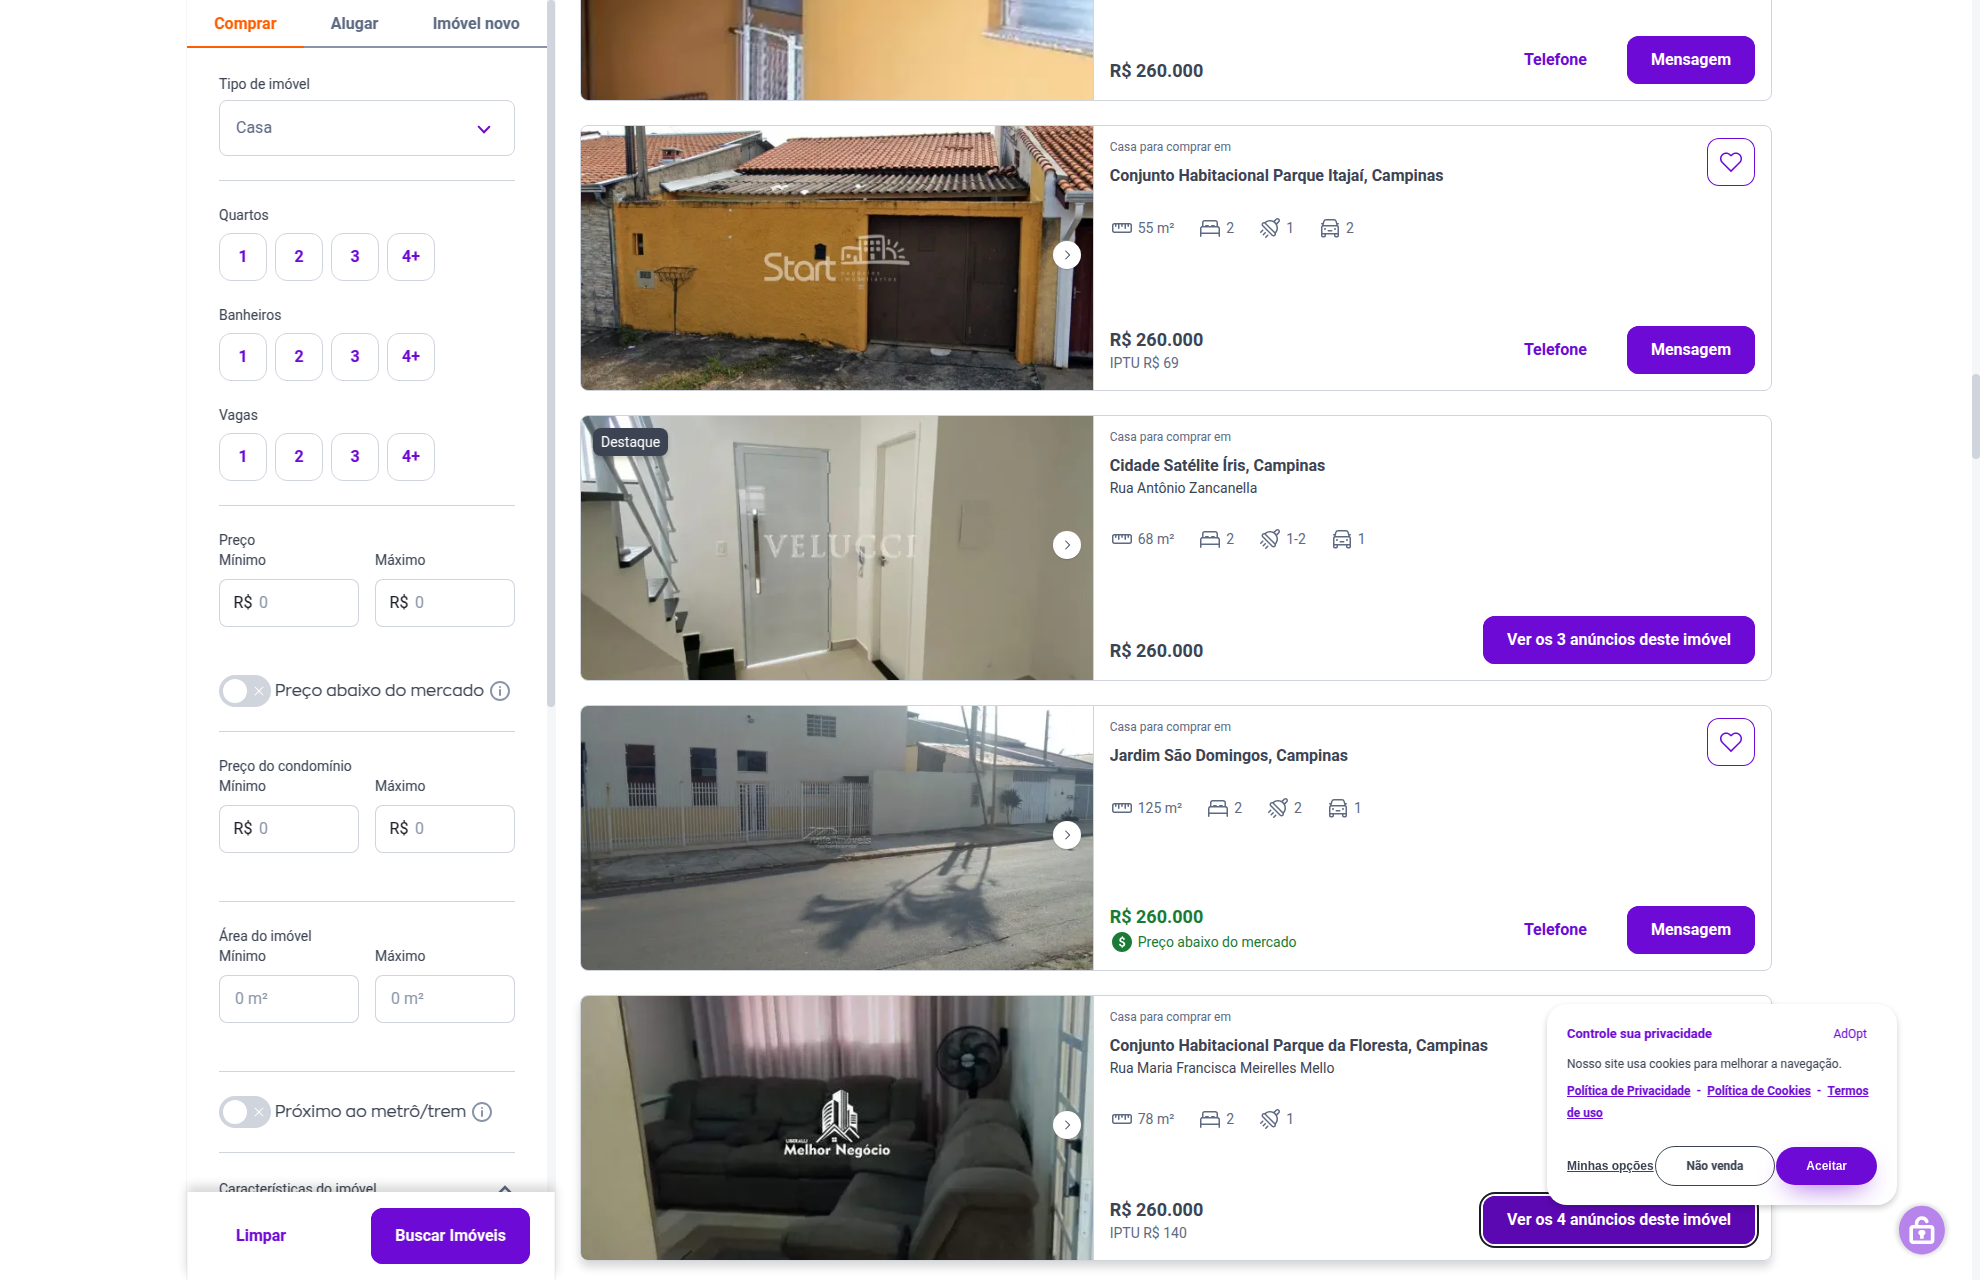 Comprar
Alugar
Imóvel novo
Tipo de imóvel
Casa
Quartos
1
2
3
4+
Banheiros
1
2
3
4+
Vagas
1
2
3
4+
Preço
Mínimo
Máximo
R$ 0
R$ 0
Preço abaixo do mercado
Preço do condomínio
Mínimo
Máximo
R$ 0
R$ 0
Área do imóvel
Mínimo
Máximo
0 m²
0 m²
Próximo ao metrô/trem
Características do imóvel
Limpar
Buscar Imóveis
R$ 260.000
Telefone
Mensagem
Start
Casa para comprar em
Conjunto Habitacional Parque Itajaí, Campinas
55 m²
2
1
2
R$ 260.000
IPTU R$ 69
Telefone
Mensagem
Destaque
VELUCCI
Casa para comprar em
Cidade Satélite Íris, Campinas
Rua Antônio Zancanella
68 m²
2
1-2
1
R$ 260.000
Ver os 3 anúncios deste imóvel
Casa para comprar em
Jardim São Domingos, Campinas
125 m²
2
2
1
R$ 260.000
Preço abaixo do mercado
Telefone
Mensagem
Melhor Negócio
Casa para comprar em
Conjunto Habitacional Parque da Floresta, Campinas
Rua Maria Francisca Meirelles Mello
78 m²
2
1
R$ 260.000
IPTU R$ 140
Ver os 4 anúncios deste imóvel
Controle sua privacidade
AdOpt
Nosso site usa cookies para melhorar a navegação.
Política de Privacidade - Política de Cookies - Termos
de uso
Minhas opções
Não venda
Aceitar